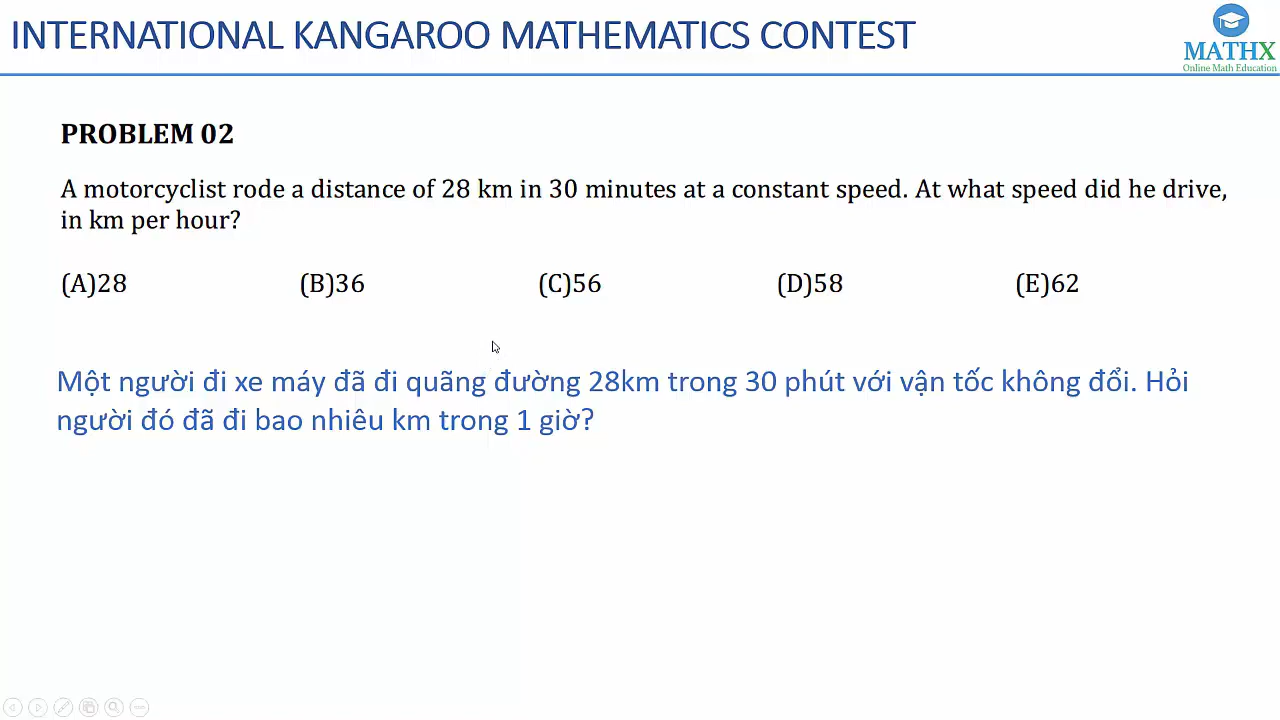 INTERNATIONAL KANGAROO MATHEMATICS CONTEST
MATHX
Online Math Education
PROBLEM 02
A motorcyclist rode a distance of 28 km in 30 minutes at a constant speed. At what speed did he drive,
in km per hour?
(A)28 (B)36 (C)56 (D)58 (E)62
Một người đi xe máy đã đi quãng đường 28km trong 30 phút với vận tốc không đổi. Hỏi
người đó đã đi bao nhiêu km trong 1 giờ?